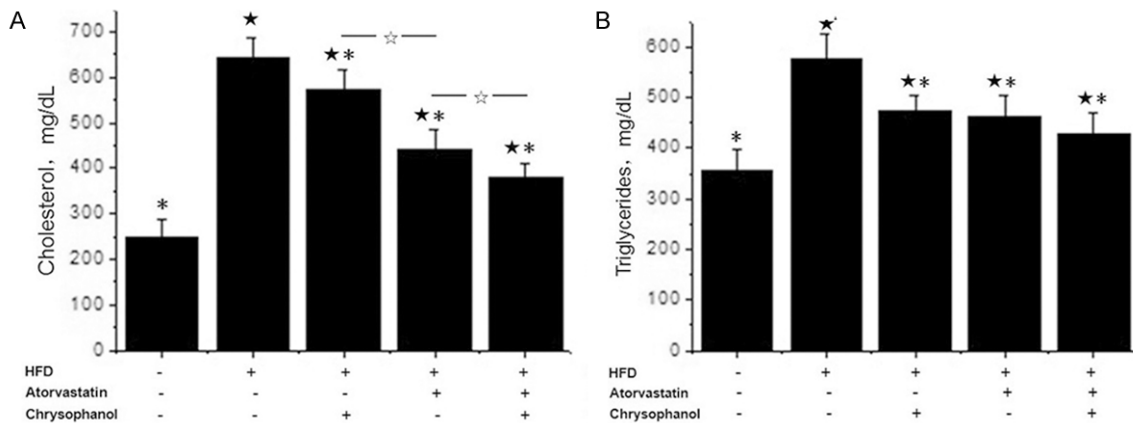 A
B
Cholesterol, mg/dL
700
600
500
400
300
200
100
0
★ ★* ★* ★* *
☆
☆
HFD - + + + +
Atorvastatin - - - + +
Chrysophanol - - + - +
Triglycerides, mg/dL
600
500
400
300
200
100
0
* ★ ★* ★* ★*
HFD - + + + +
Atorvastatin - - - + +
Chrysophanol - - + - +